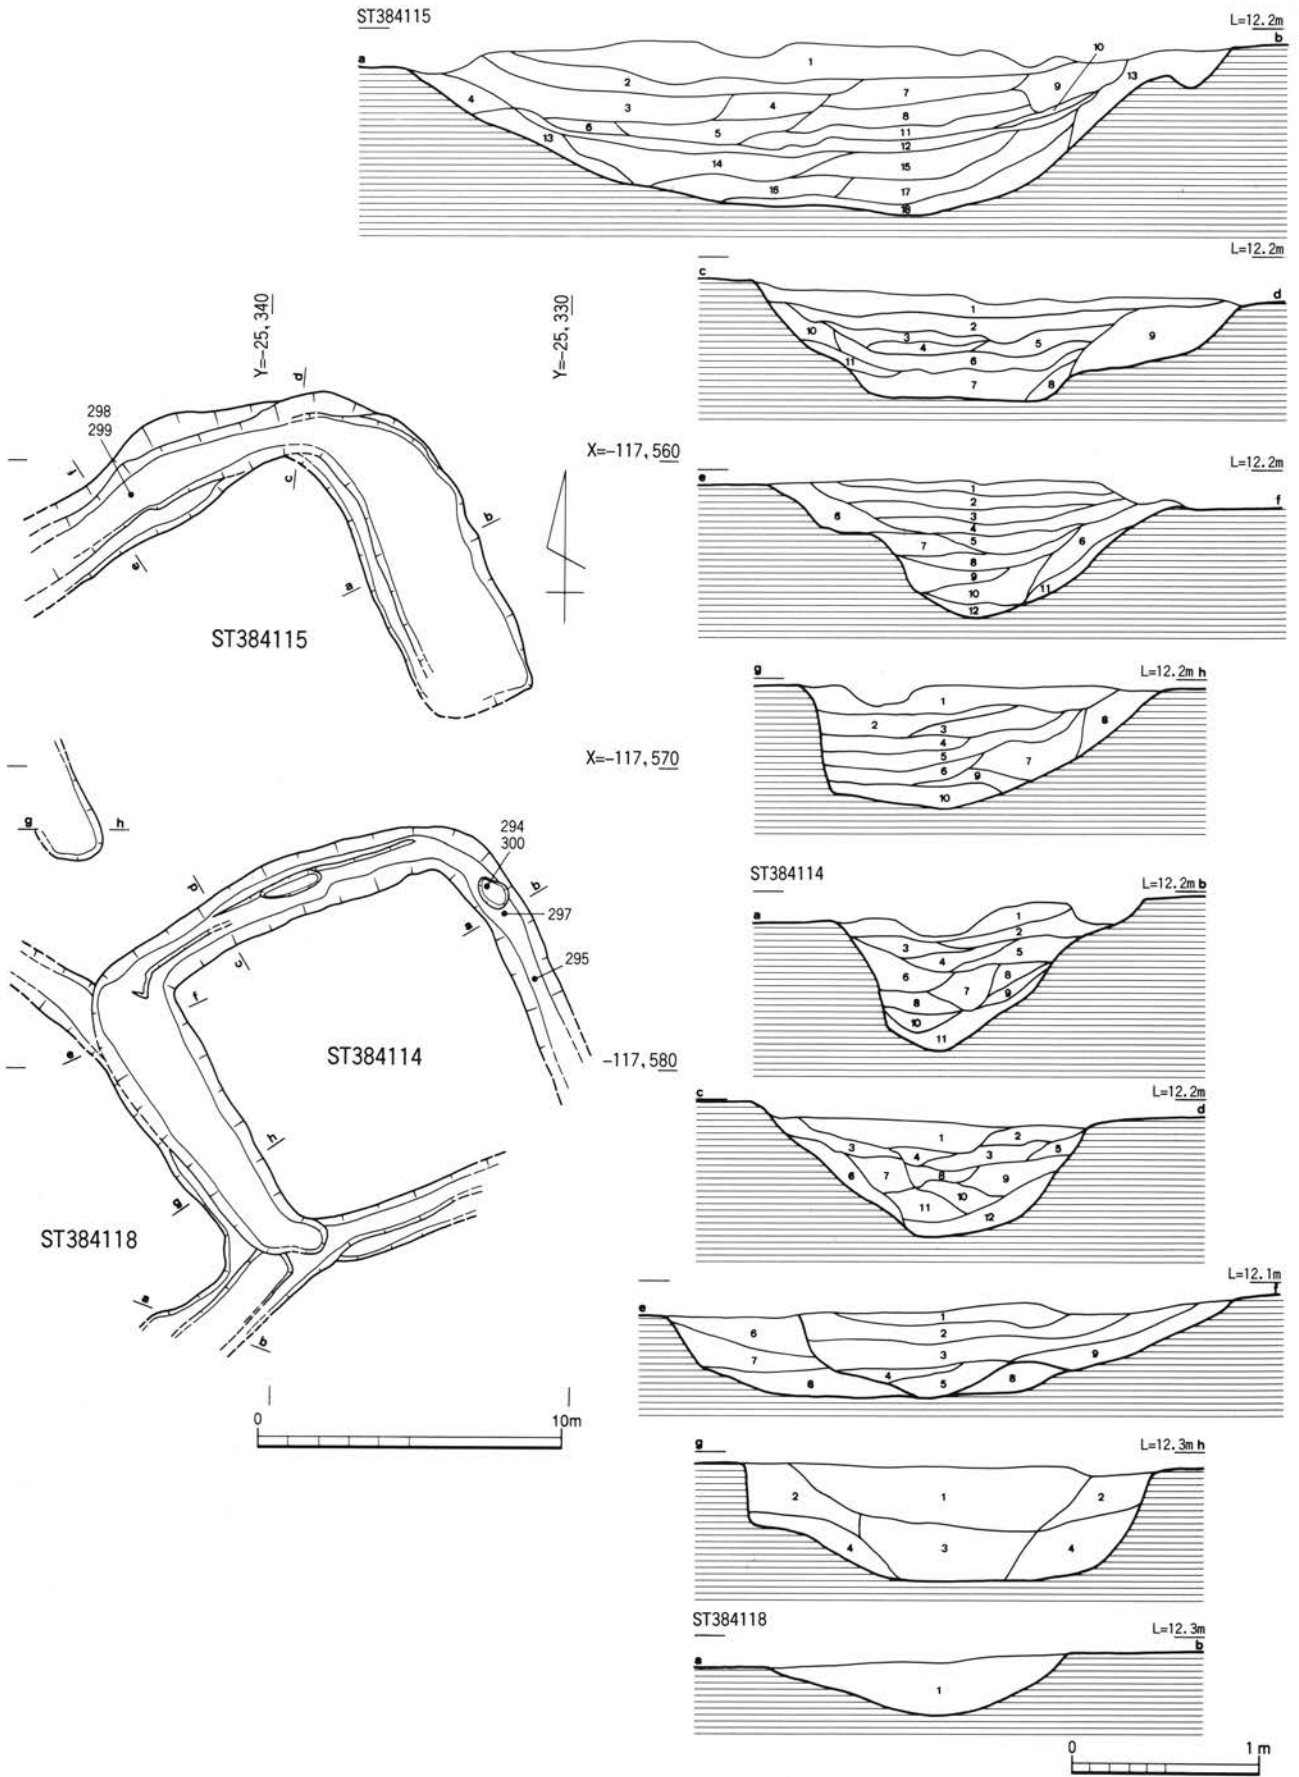 ST384115
L=12.2m
a
b
1
2
3
4
4
5
6
7
8
9
10
11
12
13
13
14
15
16
17
18
L=12.2m
c
d
1
2
3
4
5
6
7
8
9
10
11
L=12.2m
e
f
1
2
3
4
5
6
6
7
8
9
10
11
12
g
L=12.2m h
1
2
3
4
5
6
7
8
9
10
ST384114
L=12.2m b
a
1
2
3
4
5
6
7
8
8
9
10
11
c
L=12.2m
d
1
2
3
3
4
5
6
7
8
9
10
11
12
L=12.1m
e
f
1
2
3
4
5
6
6
7
8
9
g
L=12.3m h
1
2
2
3
4
4
ST384118
L=12.3m
a
b
1
0
1 m
Y=-25,340
Y=-25,330
d
298
299
f
c
X=-117,560
b
e
a
ST384115
X=-117,570
g
h
294
300
d
b
297
a
c
295
f
ST384114
-117,580
e
h
g
ST384118
a
b
0
10m